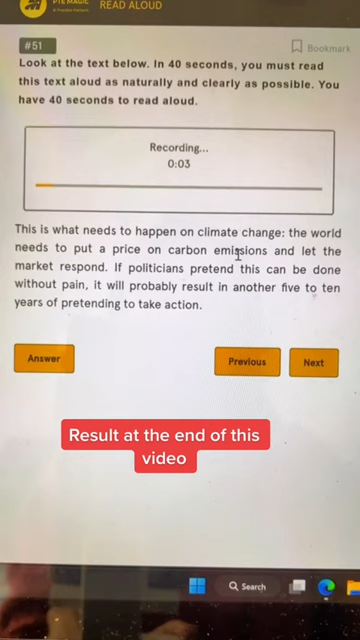 PTE MAGIC
READ ALOUD
#51
Bookmark
Look at the text below. In 40 seconds, you must read
this text aloud as naturally and clearly as possible. You
have 40 seconds to read aloud.
Recording...
0:03
This is what needs to happen on climate change: the world
needs to put a price on carbon emissions and let the
market respond. If politicians pretend this can be done
without pain, it will probably result in another five to ten
years of pretending to take action.
Answer
Previous
Next
Result at the end of this
video
Search